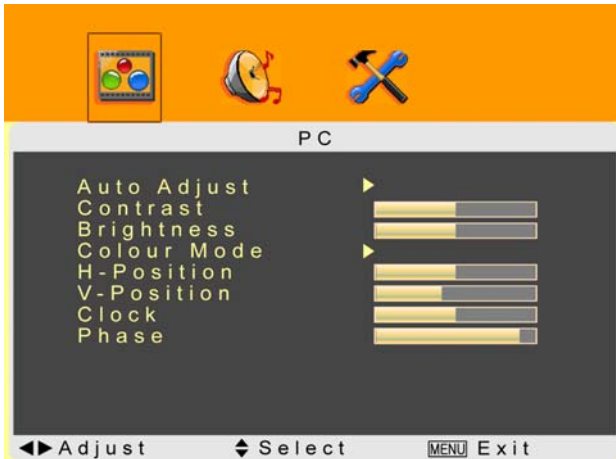 PC
Auto Adjust
Contrast
Brightness
Colour Mode
H-Position
V-Position
Clock
Phase
Adjust Select MENU Exit